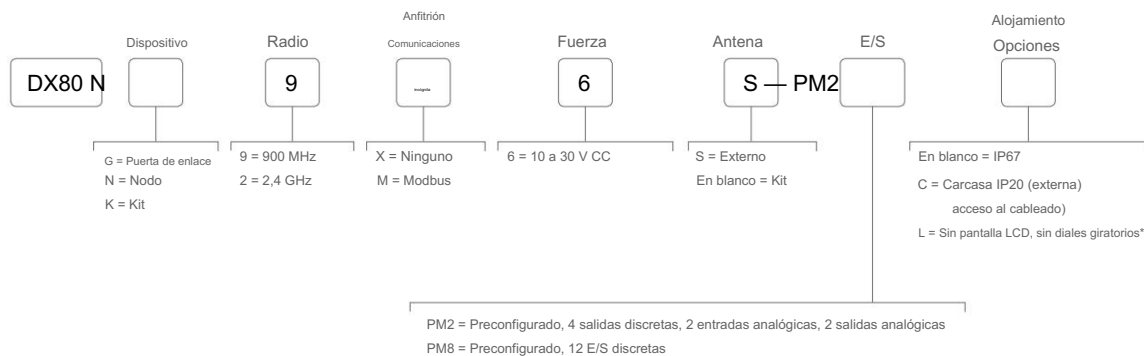 Dispositivo
Radio
Anfitrión
Comunicaciones
Fuerza
Antena
E/S
Alojamiento
Opciones
DX80 N
9
insignia
6
S — PM2
G = Puerta de enlace
N = Nodo
K = Kit
9 = 900 MHz
2 = 2,4 GHz
X = Ninguno
M = Modbus
6 = 10 a 30 V CC
S = Externo
En blanco = Kit
En blanco = IP67
C = Carcasa IP20 (externa)
acceso al cableado)
L = Sin pantalla LCD, sin diales giratorios*
PM2 = Preconfigurado, 4 salidas discretas, 2 entradas analógicas, 2 salidas analógicas
PM8 = Preconfigurado, 12 E/S discretas